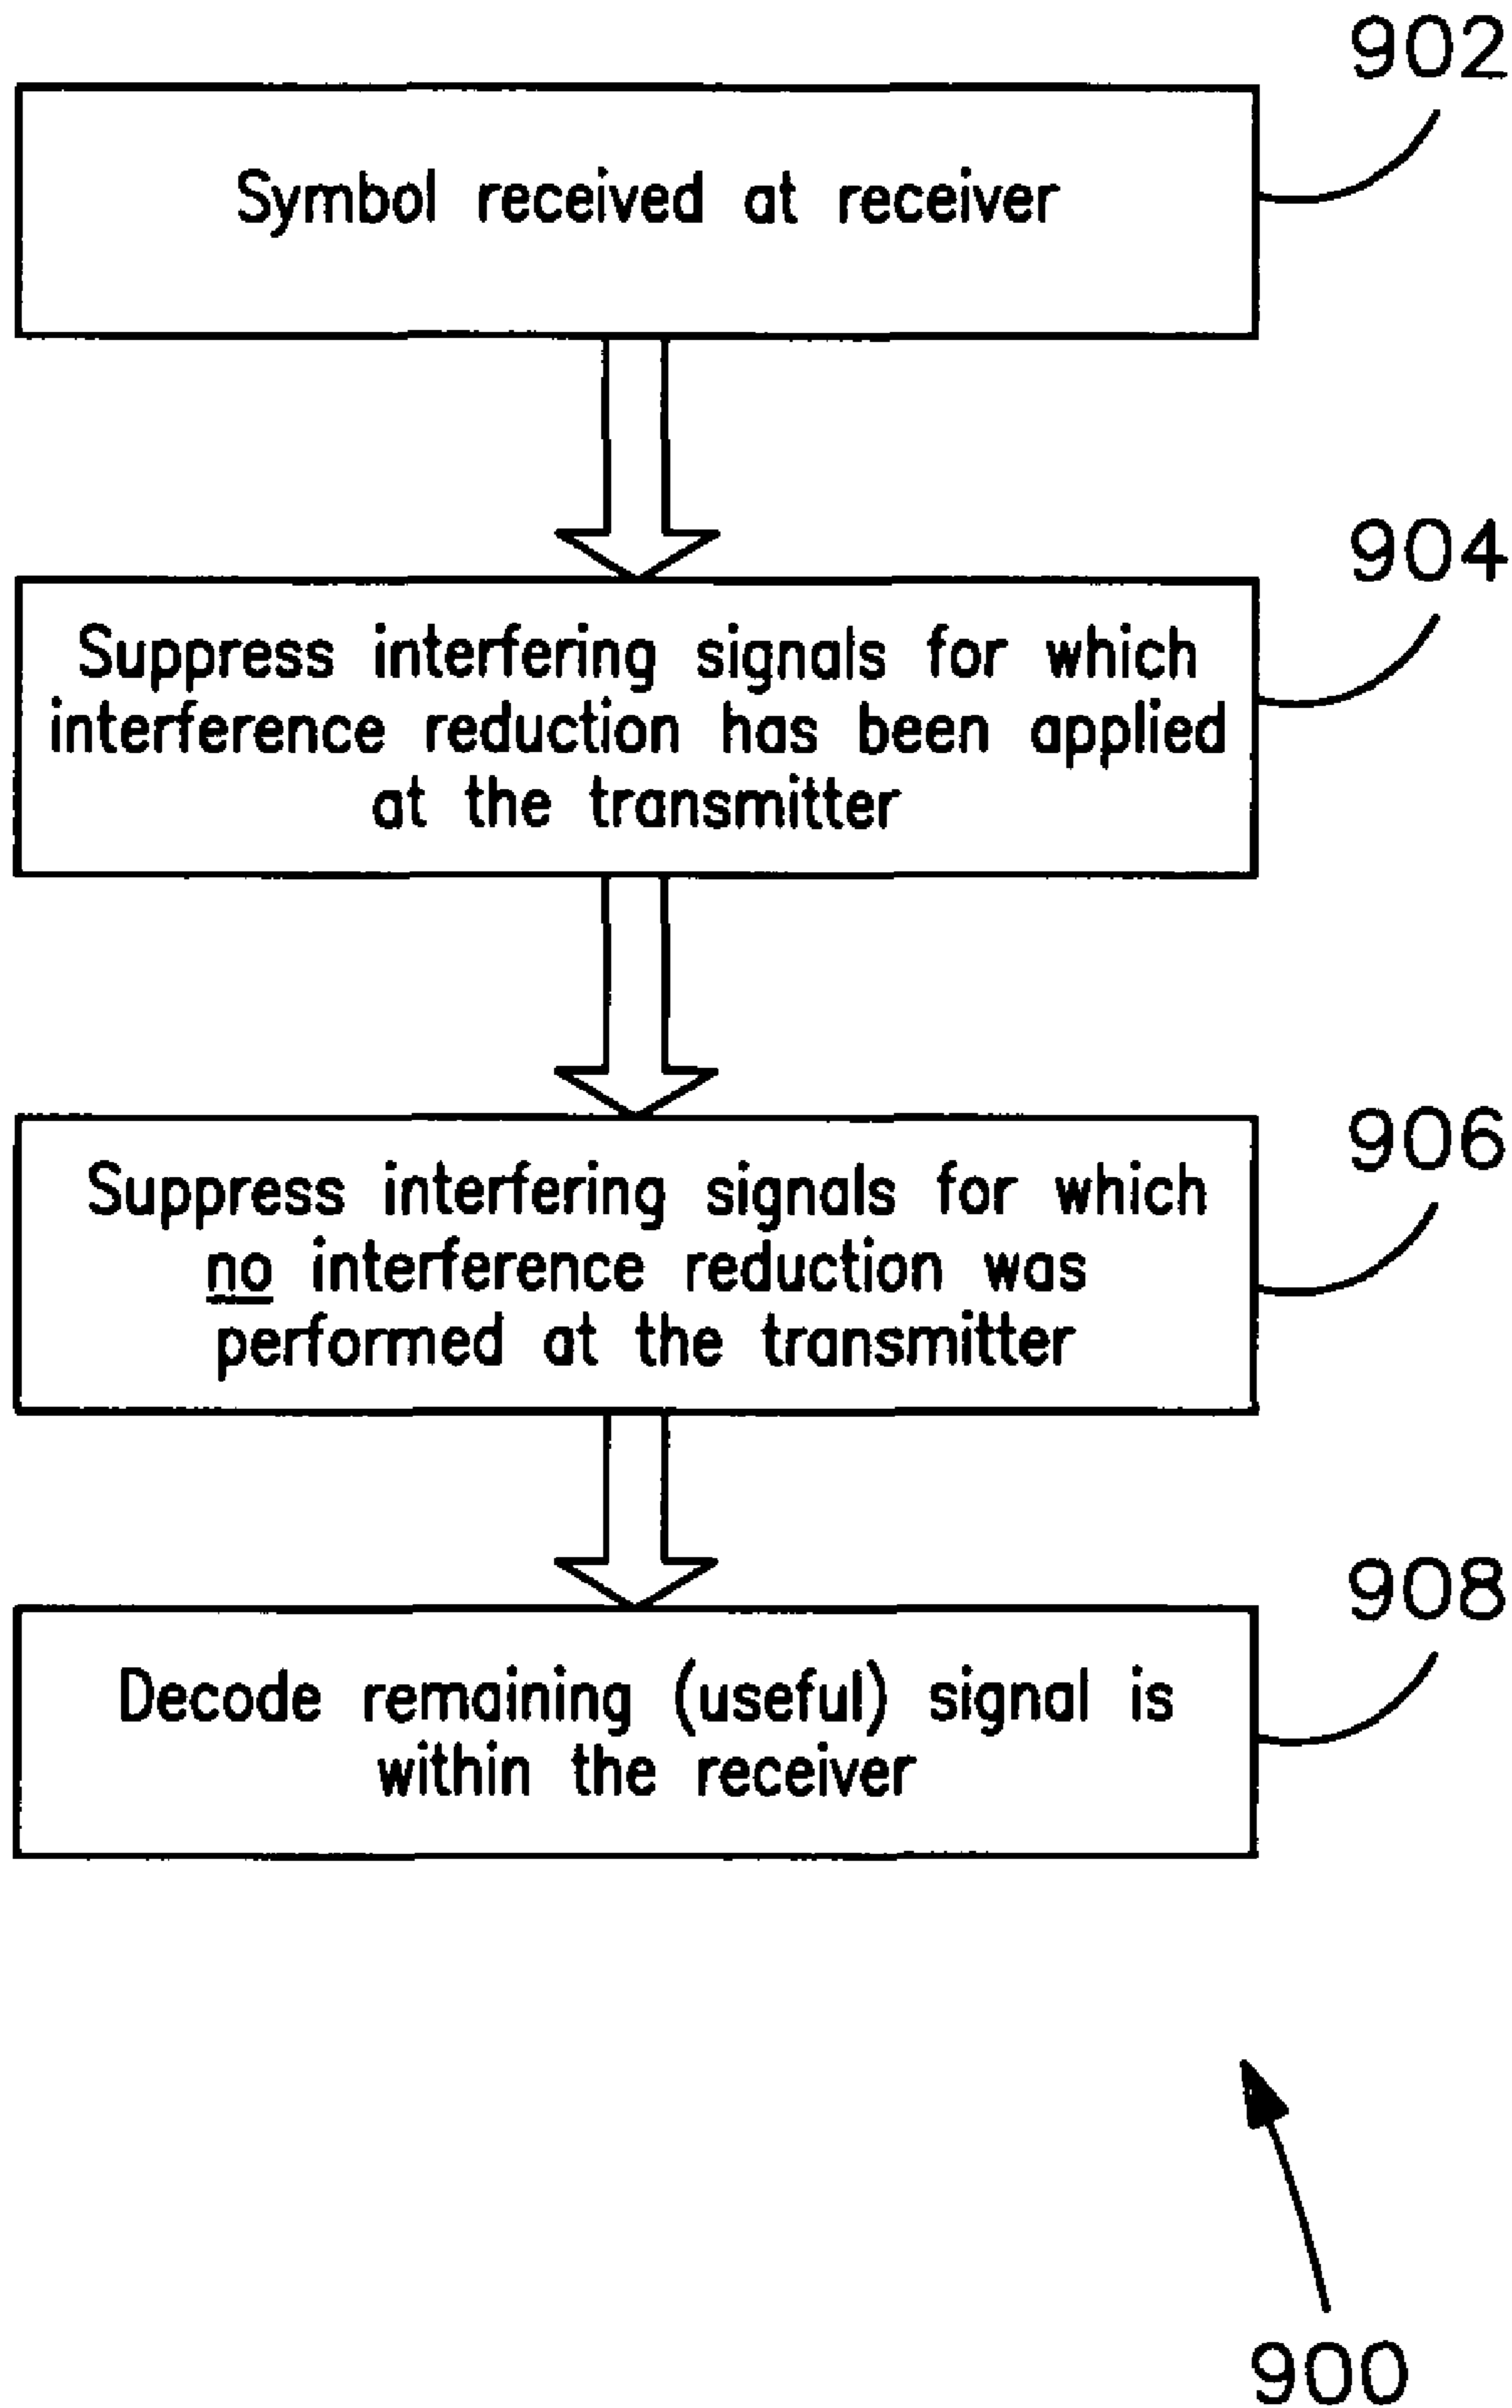 902
Symbol received at receiver
904
Suppress interfering signals for which
interference reduction has been applied
at the transmitter
906
Suppress interfering signals for which
no interference reduction was
performed at the transmitter
908
Decode remaining (useful) signal is
within the receiver
900